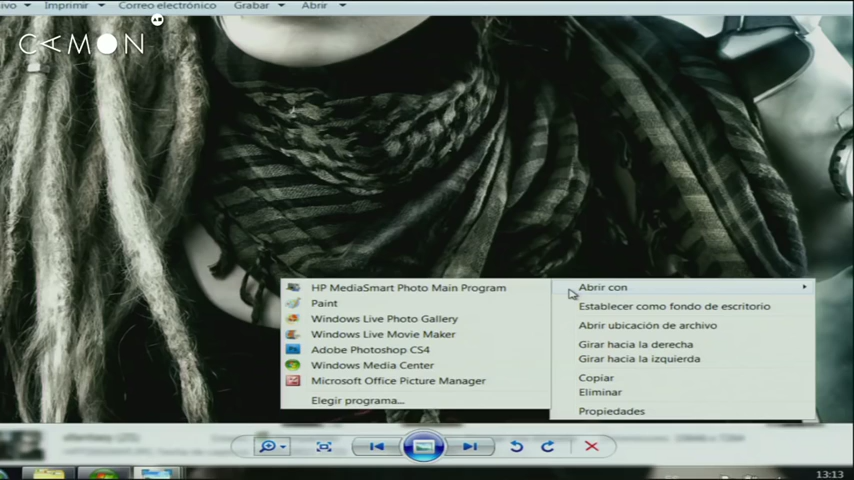 Imprimir
Correo electrónico
Grabar
Abrir
CAMON
HP MediaSmart Photo Main Program
Paint
Windows Live Photo Gallery
Windows Live Movie Maker
Adobe Photoshop CS4
Windows Media Center
Microsoft Office Picture Manager
Elegir programa...
Abrir con
Establecer como fondo de escritorio
Abrir ubicación de archivo
Girar hacia la derecha
Girar hacia la izquierda
Copiar
Eliminar
Propiedades
13:13